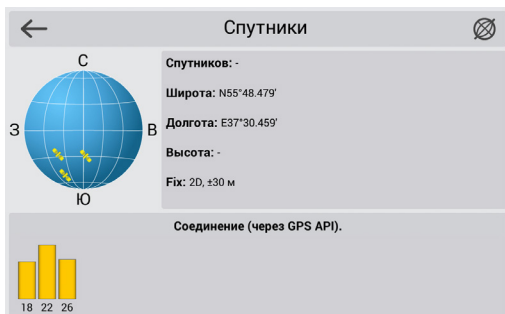 Спутники
С
З
В
Ю
Спутников: -
Широта: N55°48.479'
Долгота: E37°30.459'
Высота: -
Fix: 2D, ±30 м
Соединение (через GPS API).
18 22 26